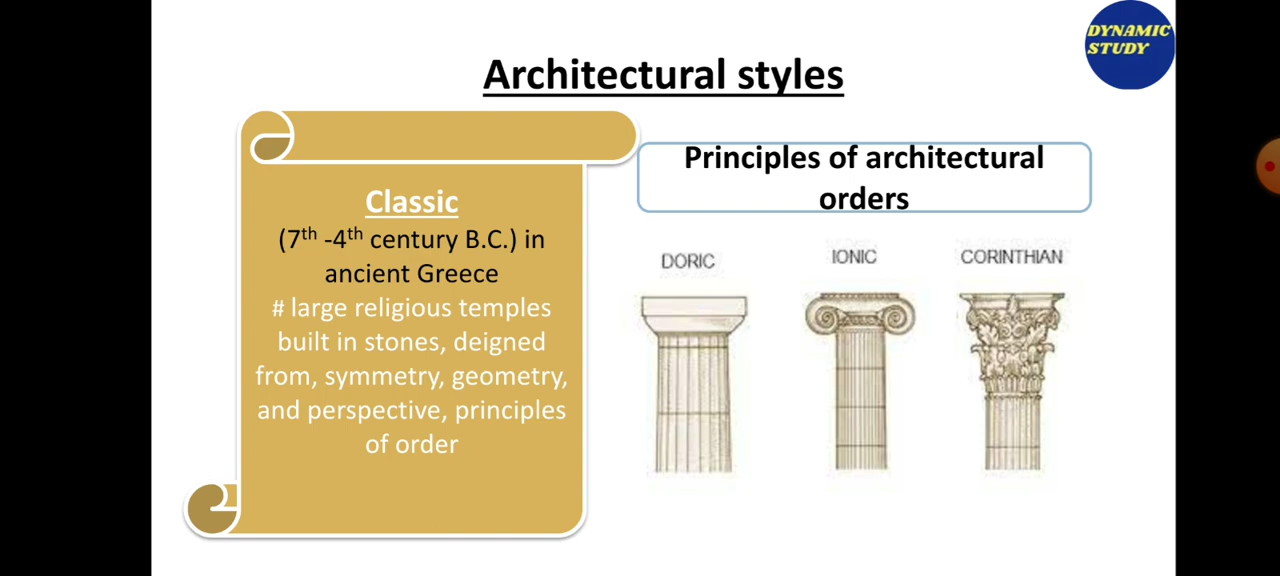 DYNAMIC
STUDY
Architectural styles
Classic
(7th -4th century B.C.) in
ancient Greece
# large religious temples
built in stones, deigned
from, symmetry, geometry,
and perspective, principles
of order
Principles of architectural
orders
DORIC
IONIC
CORINTHIAN